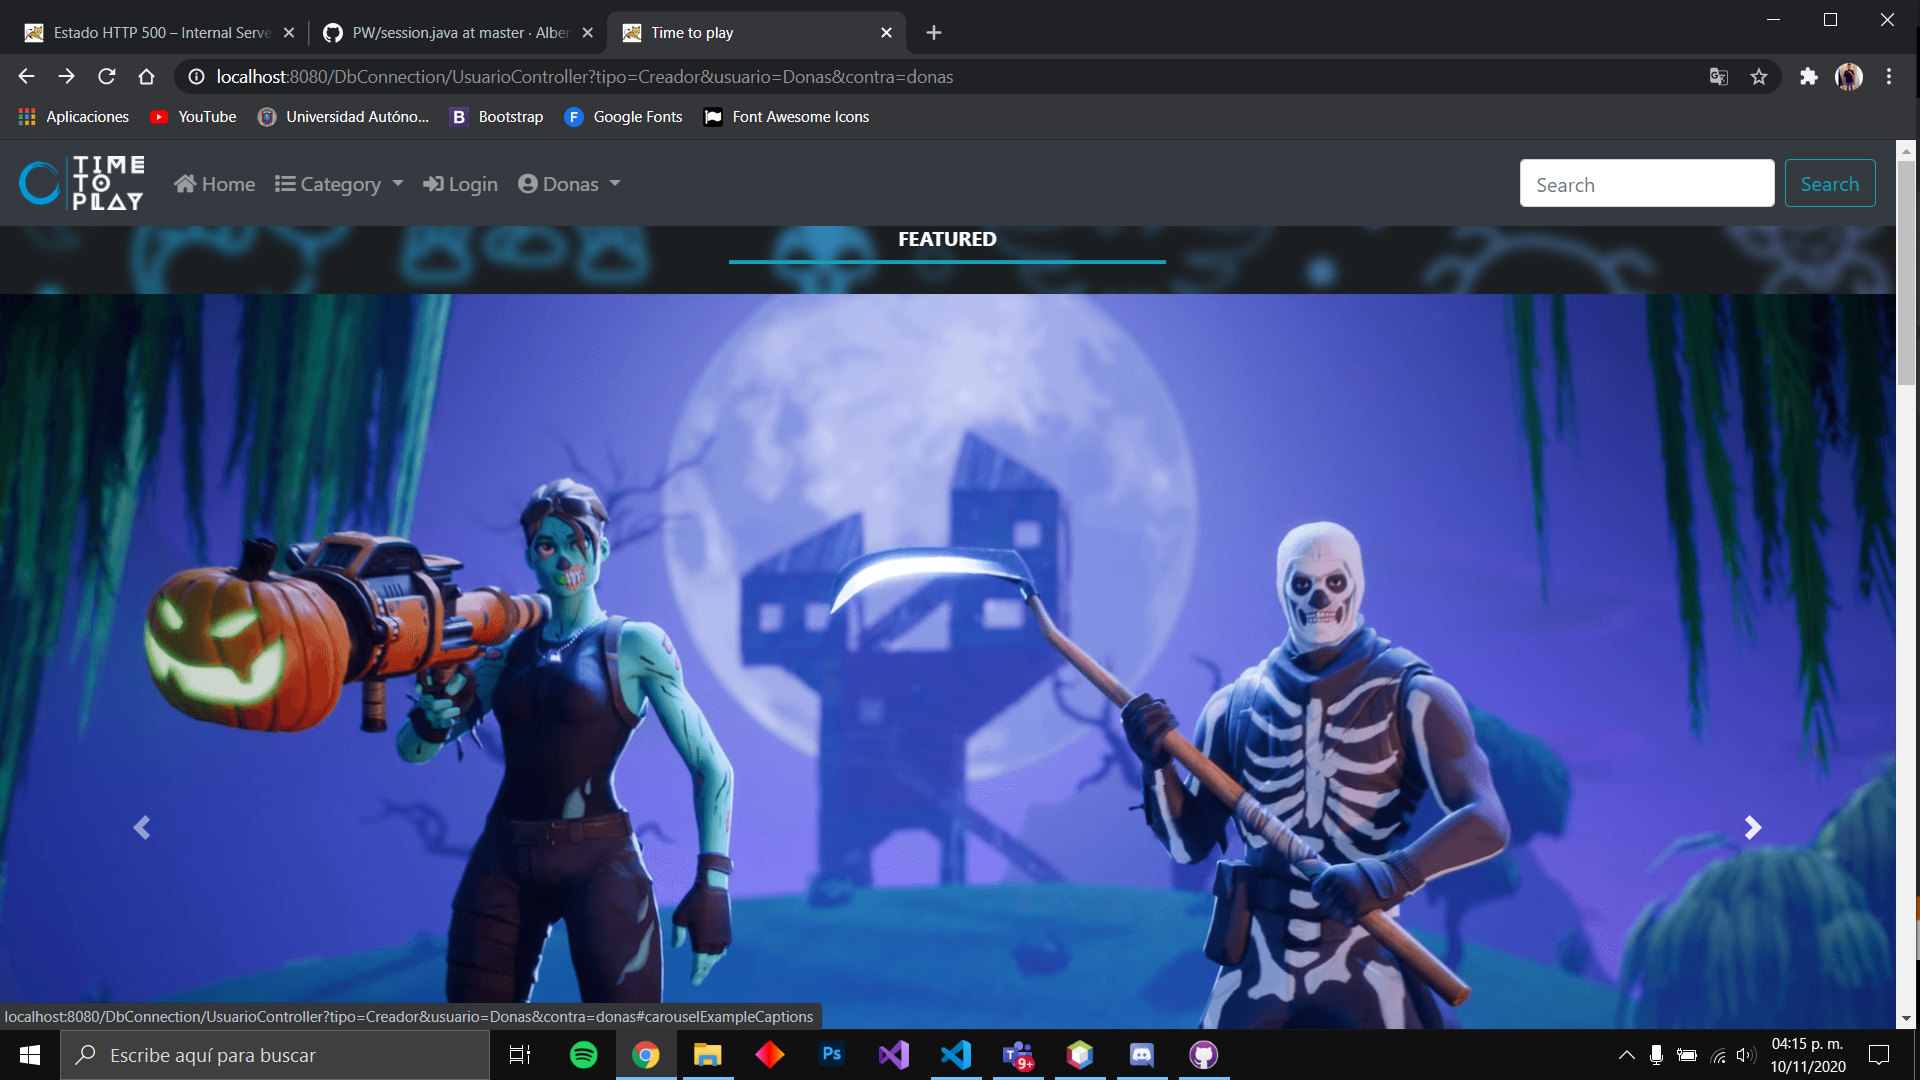 Estado HTTP 500 – Internal Serve
PW/session.java at master · Alber
Time to play
localhost:8080/DbConnection/UsuarioController?tipo=Creador&usuario=Donas&contra=donas
Aplicaciones
YouTube
Universidad Autóno...
B
Bootstrap
F
Google Fonts
Font Awesome Icons
TIME
TO
PLAY
Home
Category
Login
Donas
Search
Search
FEATURED
localhost:8080/DbConnection/UsuarioController?tipo=Creador&usuario=Donas&contra=donas#carouselExampleCaptions
Escribe aquí para buscar
Ps
T
9+
04:15 p. m.
10/11/2020